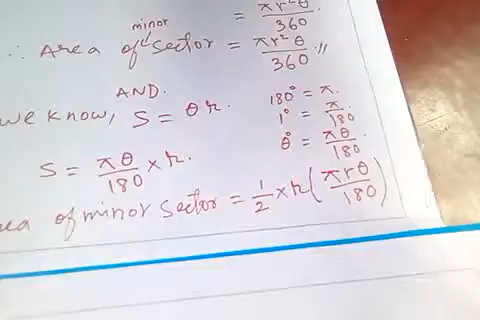 = πr²θ / 360.
minor
∴ Area of sector = πr²θ / 360.,,
AND.
we know, S = θr.
180° = π.
1° = π / 180
θ° = πθ / 180.
S = πθ / 180 × r.
of minor sector = 1/2 × r (πrθ / 180)